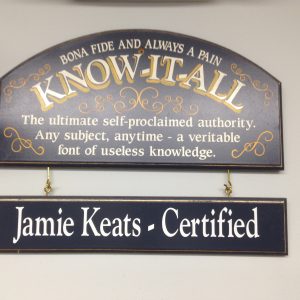 BONA FIDE AND ALWAYS A PAIN
KNOW-IT-ALL
The ultimate self-proclaimed authority.
Any subject, anytime - a veritable
font of useless knowledge.
Jamie Keats - Certified